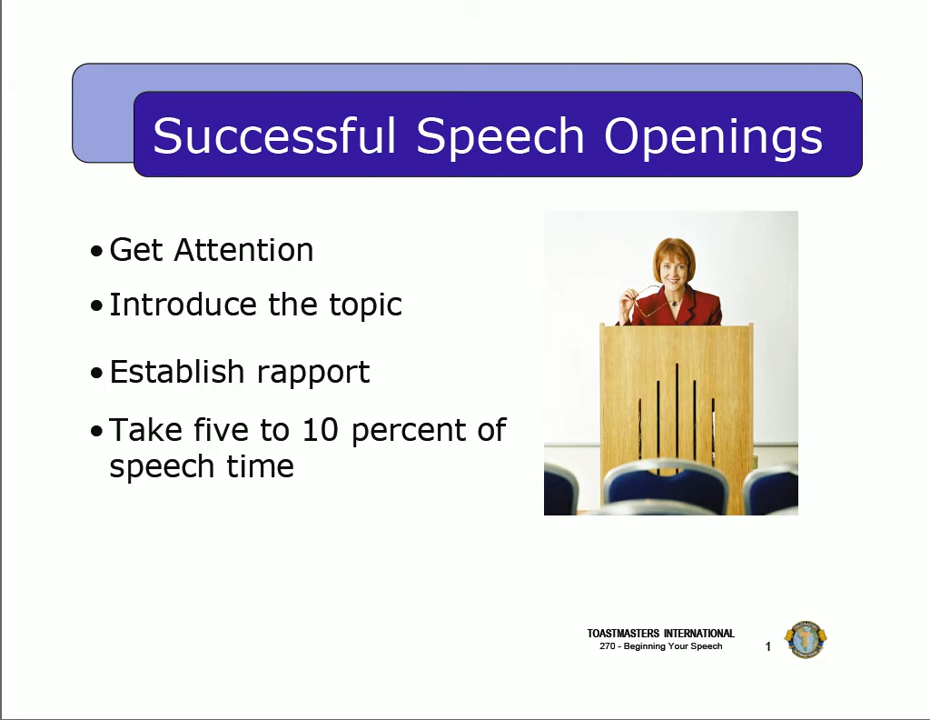 Successful Speech Openings
•Get Attention
•Introduce the topic
•Establish rapport
•Take five to 10 percent of
speech time
TOASTMASTERS INTERNATIONAL
270 - Beginning Your Speech
1